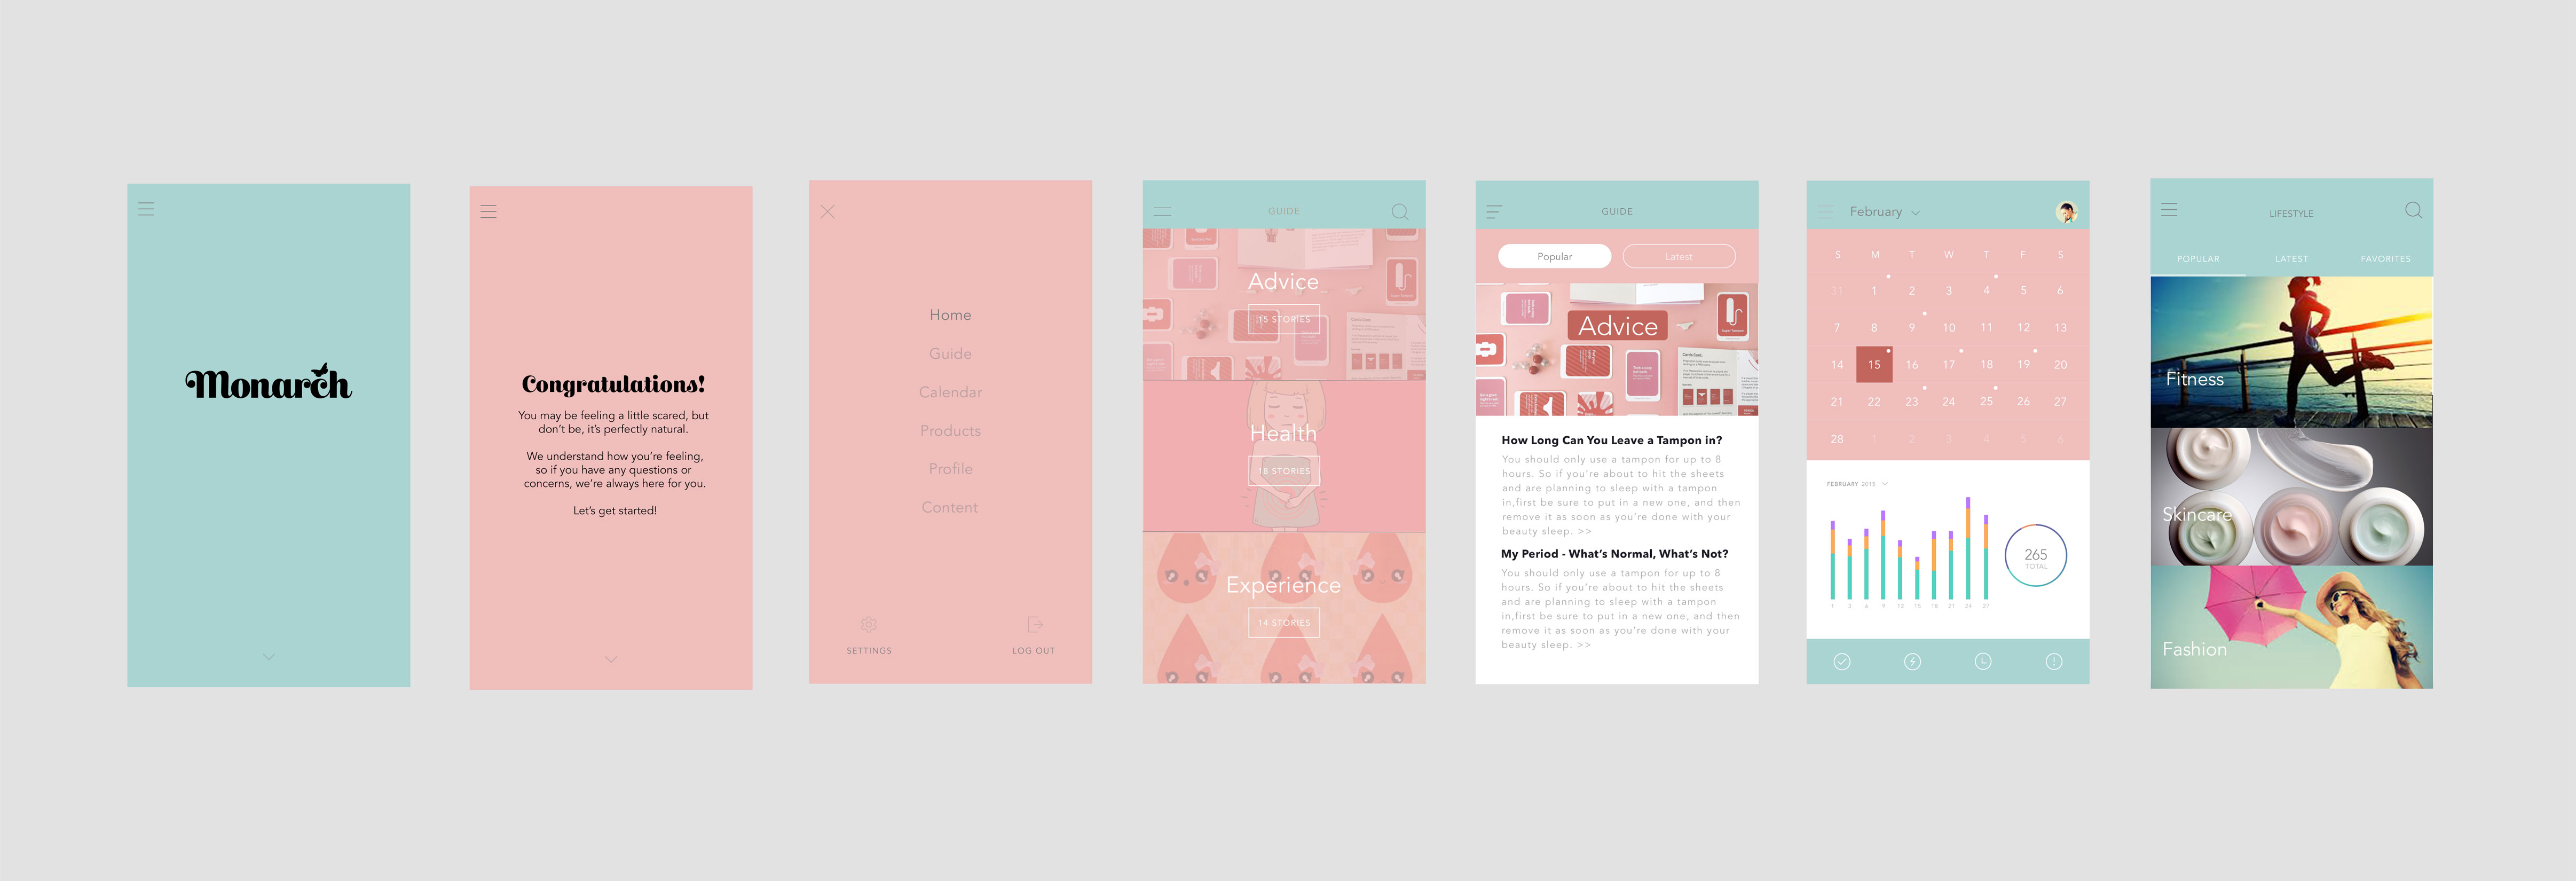 Monarch
Congratulations!
You may be feeling a little scared, but
don't be, it's perfectly natural.
We understand how you're feeling,
so if you have any questions or
concerns, we're always here for you.
Let's get started!
Home
Guide
Calendar
Products
Profile
Content
SETTINGS
LOG OUT
GUIDE
Advice
15 STORIES
Health
18 STORIES
Experience
14 STORIES
GUIDE
Popular
Latest
Advice
How Long Can You Leave a Tampon in?
You should only use a tampon for up to 8
hours. So if you're about to hit the sheets
and are planning to sleep with a tampon
in,first be sure to put in a new one, and then
remove it as soon as you're done with your
beauty sleep. >>
My Period - What's Normal, What's Not?
You should only use a tampon for up to 8
hours. So if you're about to hit the sheets
and are planning to sleep with a tampon
in,first be sure to put in a new one, and then
remove it as soon as you're done with your
beauty sleep. >>
February
S M T W T F S
31 1 2 3 4 5 6
7 8 9 10 11 12 13
14 15 16 17 18 19 20
21 22 23 24 25 26 27
28 1 2 3 4 5 6
FEBRUARY 2015
265
TOTAL
1 3 6 9 12 15 18 21 24 27
LIFESTYLE
POPULAR LATEST FAVORITES
Fitness
Skincare
Fashion